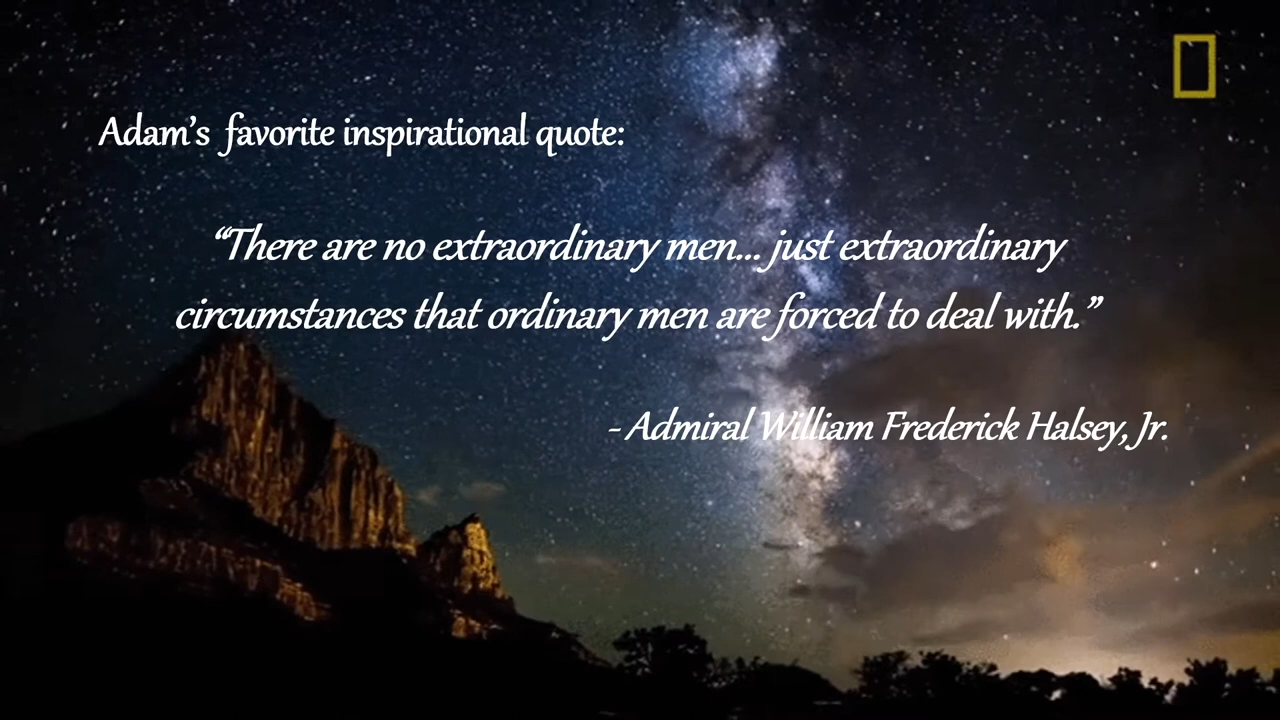 Adam’s  favorite inspirational quote:
“There are no extraordinary men... just extraordinary
circumstances that ordinary men are forced to deal with.”
- Admiral William Frederick Halsey, Jr.